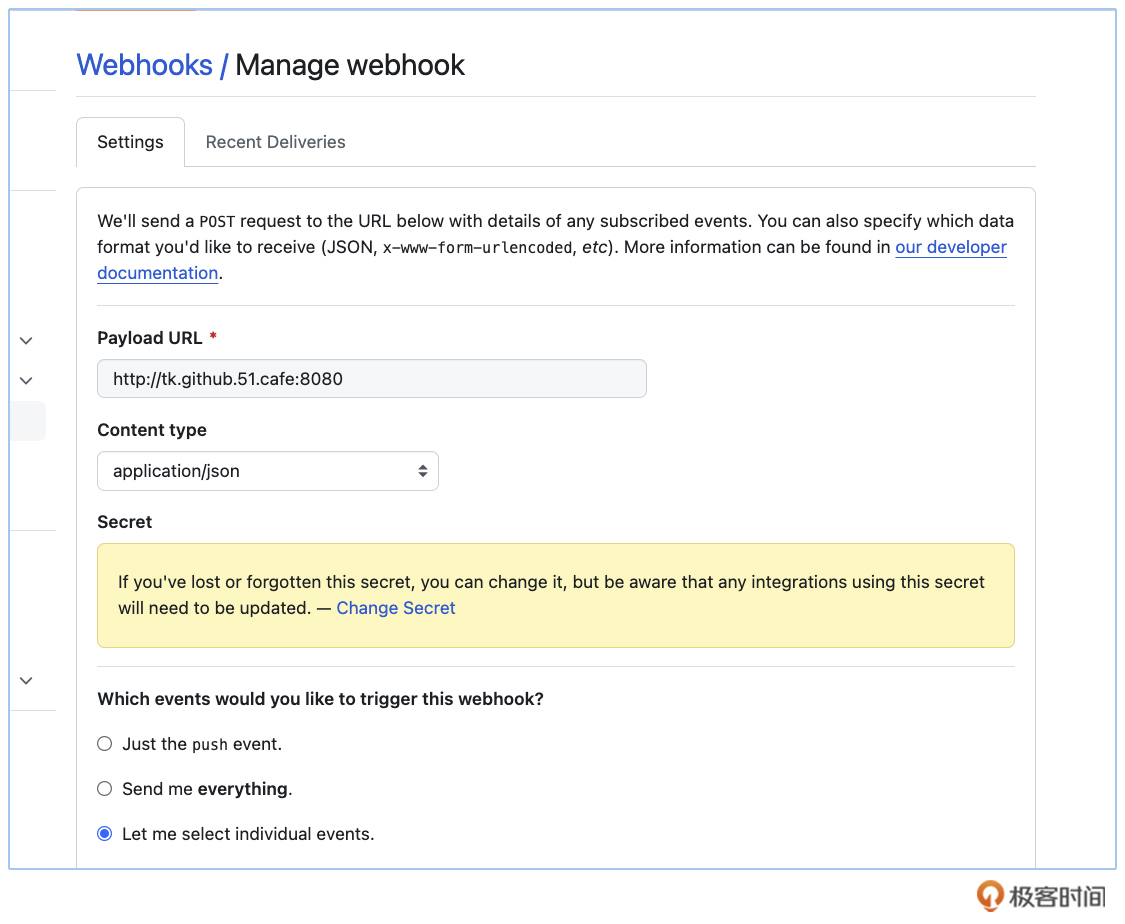 Webhooks / Manage webhook
Settings
Recent Deliveries
We'll send a POST request to the URL below with details of any subscribed events. You can also specify which data
format you'd like to receive (JSON, x-www-form-urlencoded, etc). More information can be found in our developer
documentation.
Payload URL *
http://tk.github.51.cafe:8080
Content type
application/json
Secret
If you've lost or forgotten this secret, you can change it, but be aware that any integrations using this secret
will need to be updated. — Change Secret
Which events would you like to trigger this webhook?
Just the push event.
Send me everything.
Let me select individual events.
极客时间